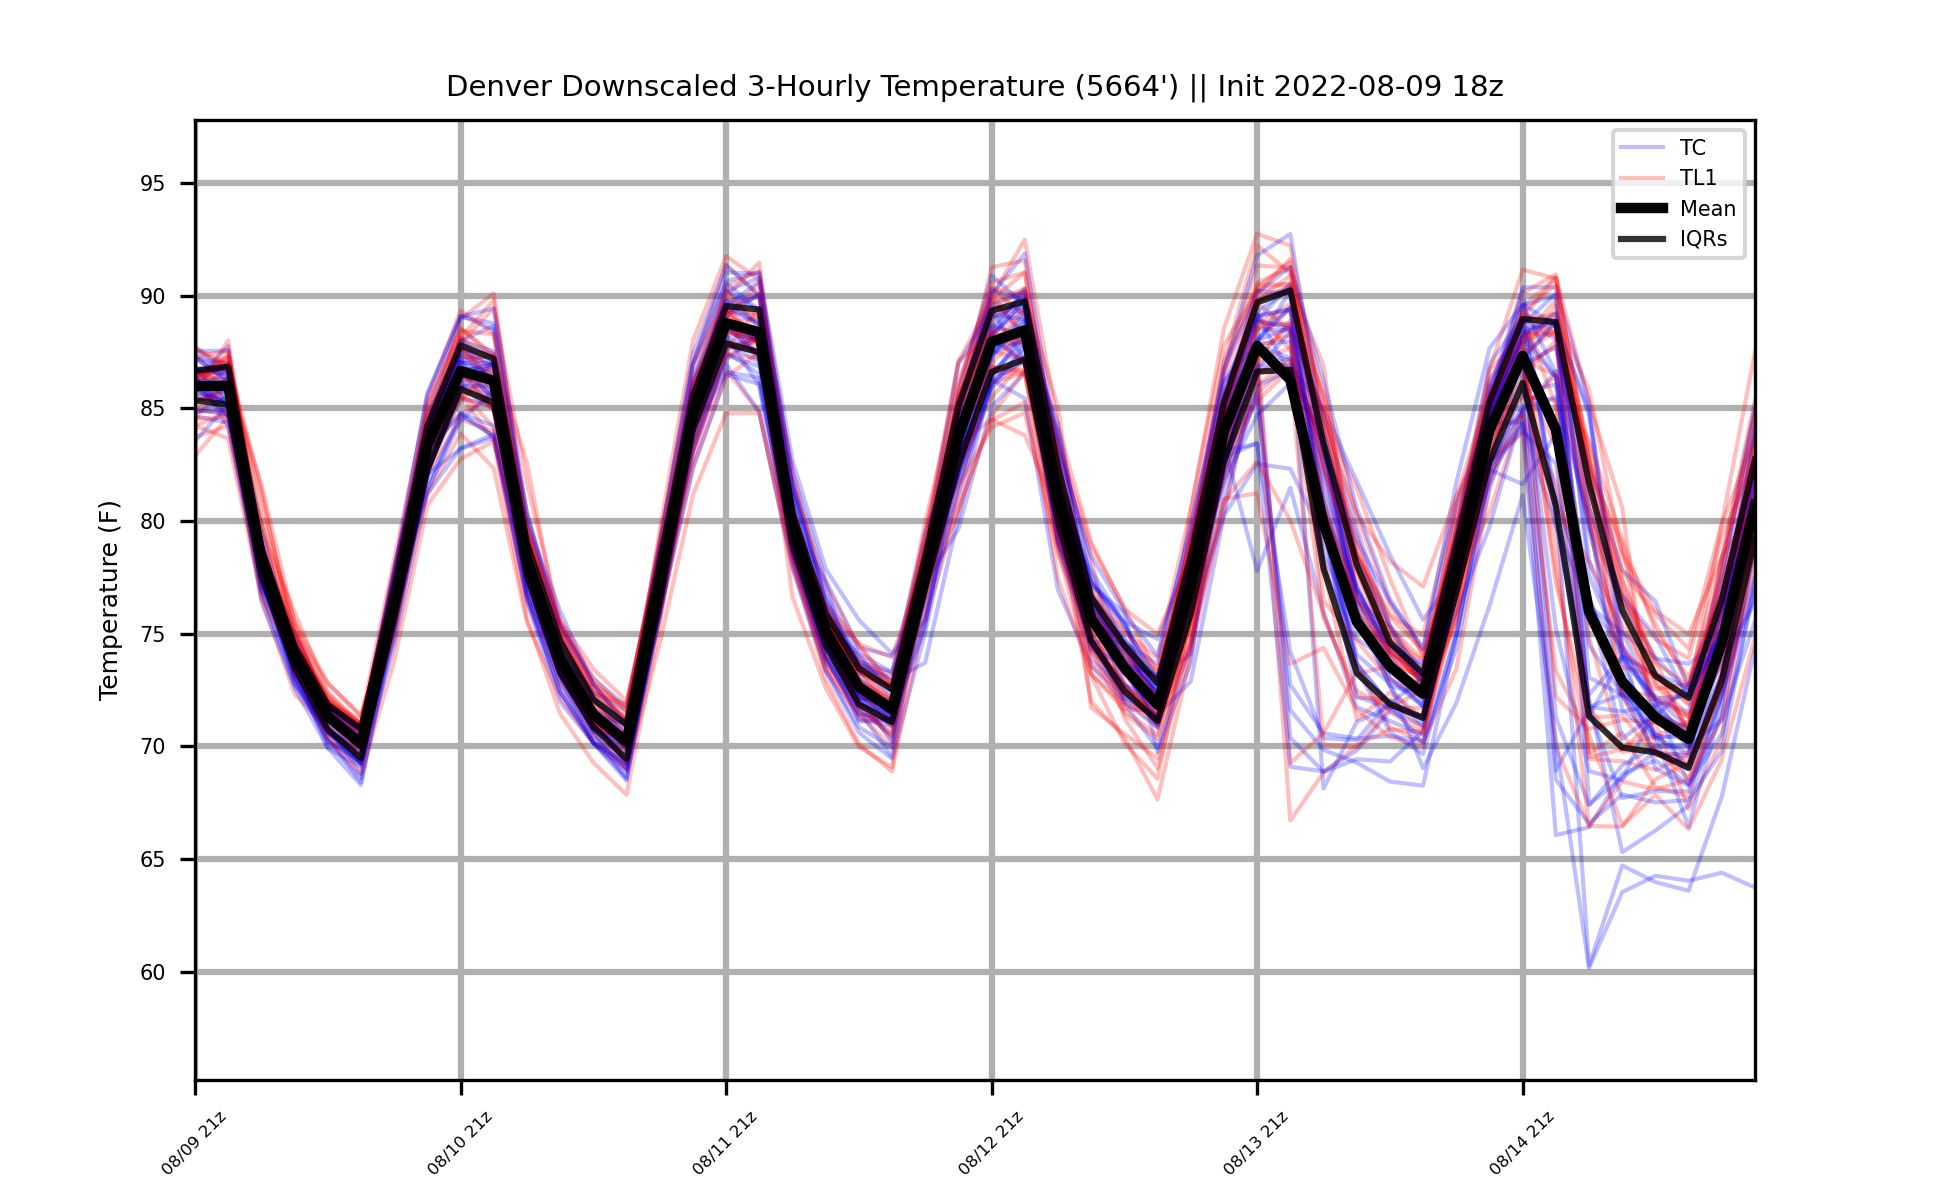 Denver Downscaled 3-Hourly Temperature (5664') || Init 2022-08-09 18z
TC
TL1
Mean
IQRs
Temperature (F)
95
90
85
80
75
70
65
60
08/09 21z
08/10 21z
08/11 21z
08/12 21z
08/13 21z
08/14 21z